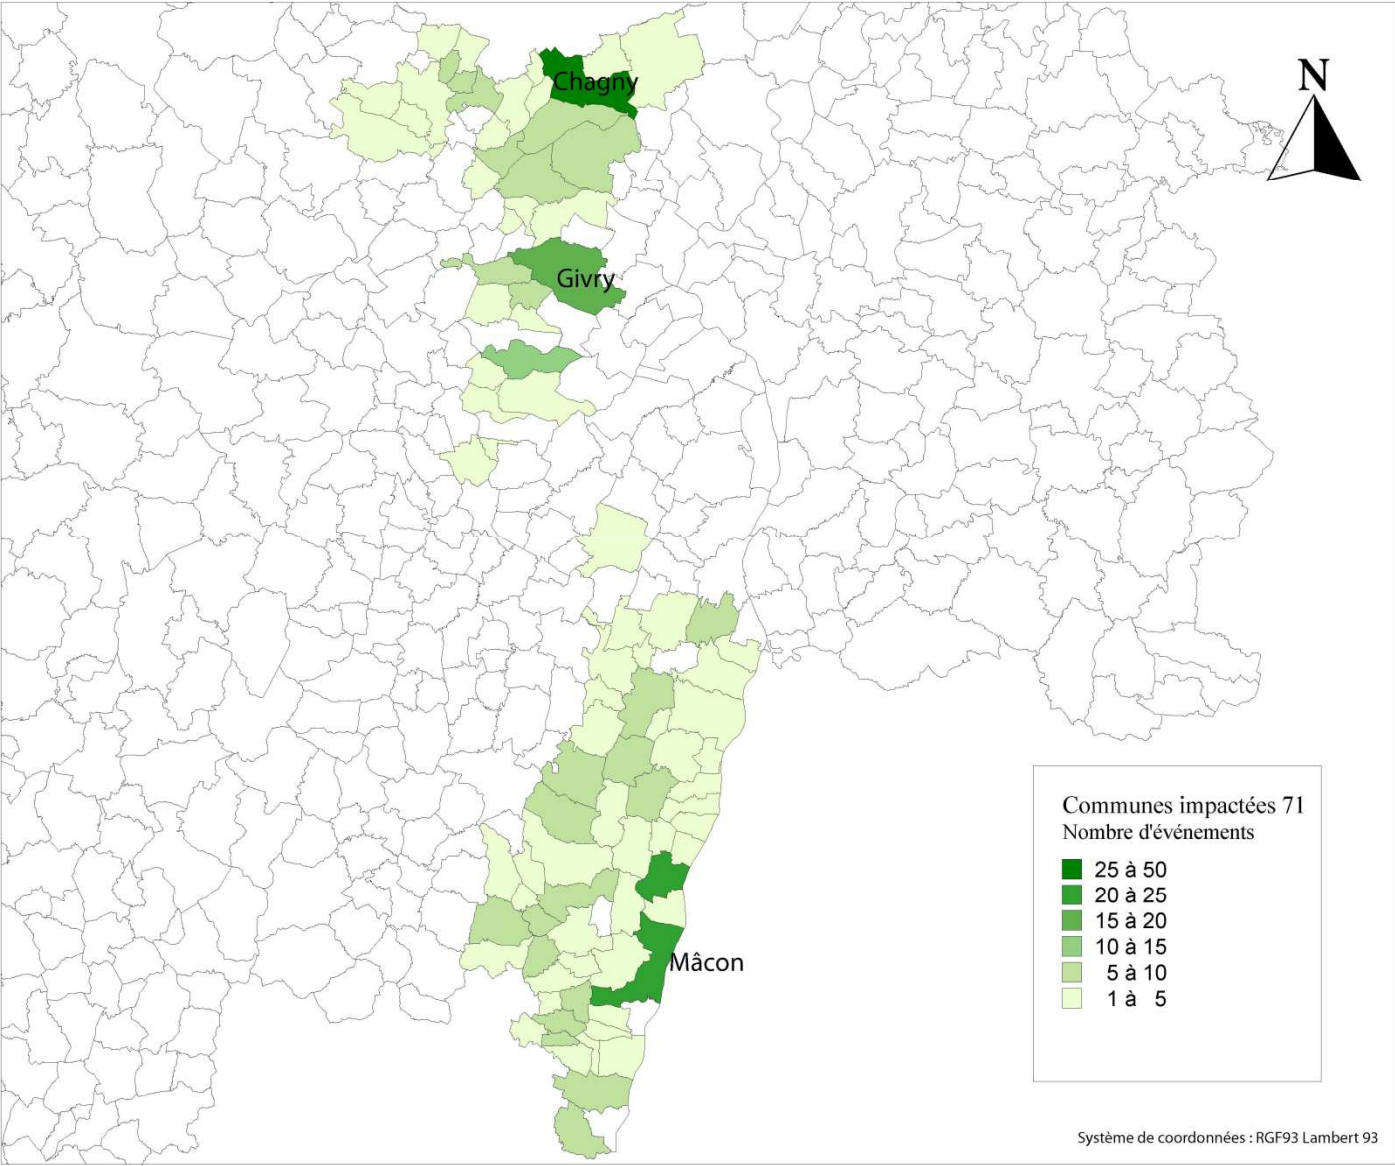 N
Chagny
Givry
Mâcon
Communes impactées 71
Nombre d'événements
25 à 50
20 à 25
15 à 20
10 à 15
5 à 10
1 à 5
Système de coordonnées : RGF93 Lambert 93